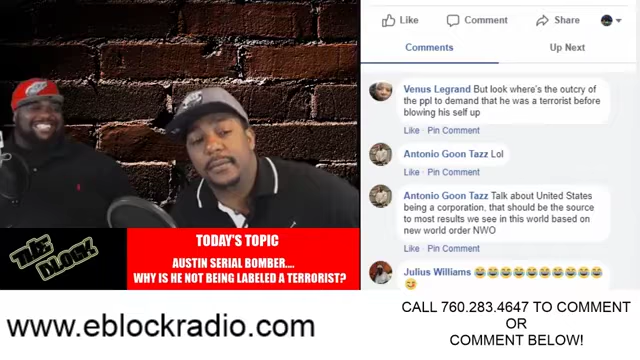 Like Comment Share
Comments Up Next
Venus Legrand But look where's the outcry of
the ppl to demand that he was a terrorist before
blowing his self up
Like · Pin Comment
Antonio Goon Tazz Lol
Like · Pin Comment
Antonio Goon Tazz Talk about United States
being a corporation, that should be the source
to most results we see in this world based on
new world order NWO
Like · Pin Comment
Julius Williams
THE BLOCK
TODAY'S TOPIC
AUSTIN SERIAL BOMBER....
WHY IS HE NOT BEING LABELED A TERRORIST?
www.eblockradio.com
CALL 760.283.4647 TO COMMENT
OR
COMMENT BELOW!